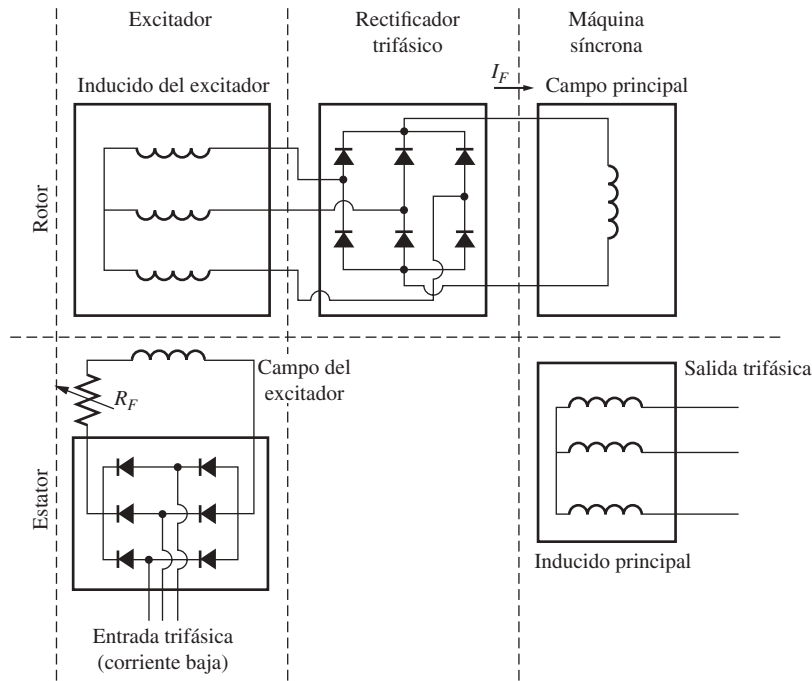 Excitador
Rectificador
trifásico
Máquina
síncrona
Inducido del excitador
I_F
Campo principal
Rotor
Campo del
excitador
R_F
Salida trifásica
Estator
Inducido principal
Entrada trifásica
(corriente baja)